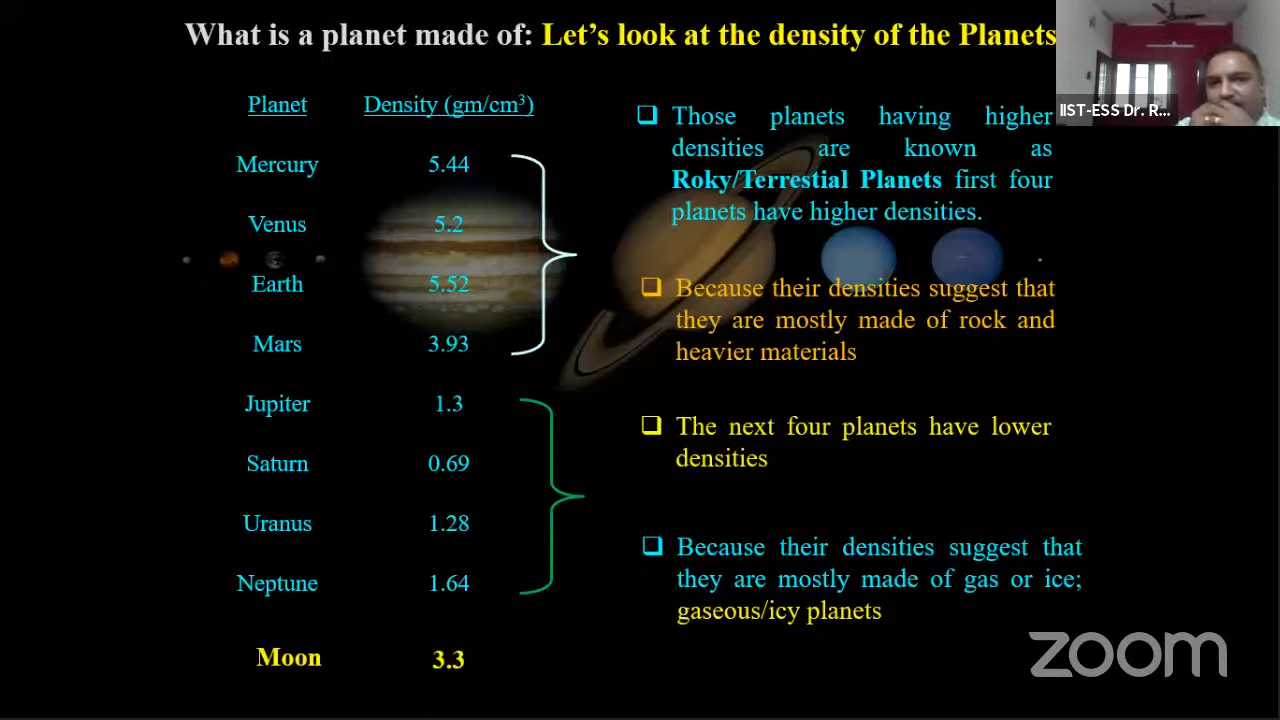 What is a planet made of: Let’s look at the density of the Planets
IIST-ESS Dr. R...
Planet Density (gm/cm³)
Mercury 5.44
Venus 5.2
Earth 5.52
Mars 3.93
Jupiter 1.3
Saturn 0.69
Uranus 1.28
Neptune 1.64
Moon 3.3
❑ Those planets having higher
densities are known as
Roky/Terrestial Planets first four
planets have higher densities.
❑ Because their densities suggest that
they are mostly made of rock and
heavier materials
❑ The next four planets have lower
densities
❑ Because their densities suggest that
they are mostly made of gas or ice;
gaseous/icy planets
zoom